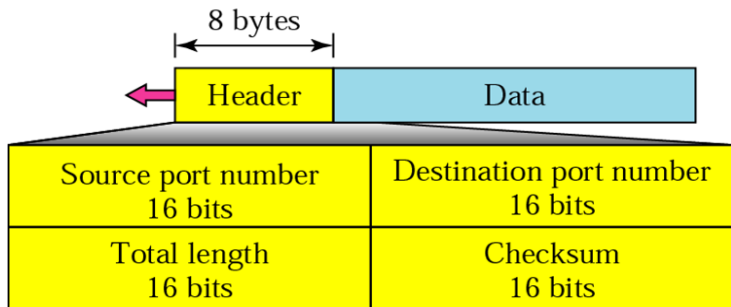 8 bytes
Header Data
Source port number Destination port number
16 bits 16 bits
Total length Checksum
16 bits 16 bits